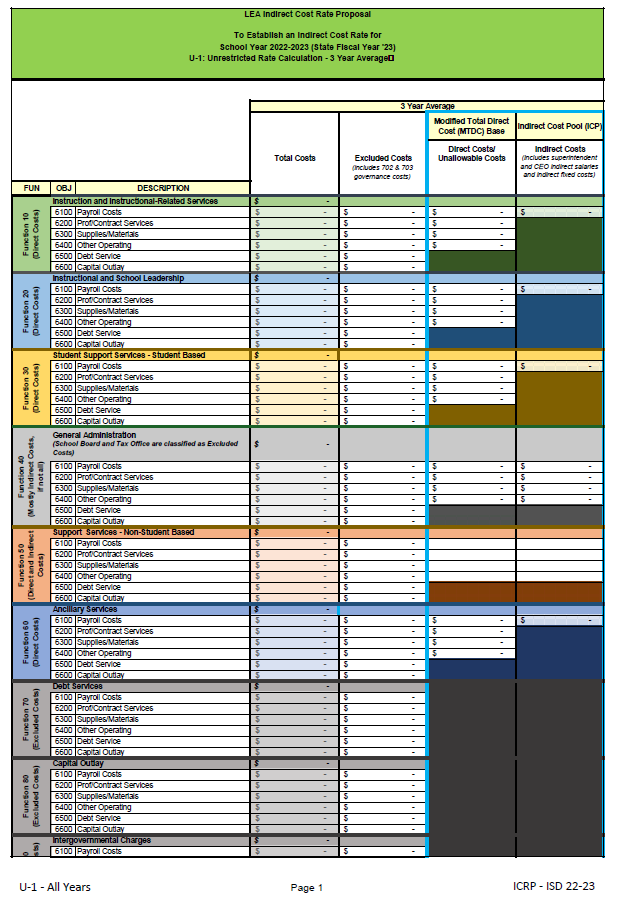 LEA Indirect Cost Rate Proposal
To Establish an Indirect Cost Rate for
School Year 2022-2023 (State Fiscal Year '23)
U-1: Unrestricted Rate Calculation - 3 Year Average
3 Year Average
Modified Total Direct Cost (MTDC) Base
Indirect Cost Pool (ICP)
Total Costs
Excluded Costs
(includes 702 & 703 governance costs)
Direct Costs/ Unallowable Costs
Indirect Costs
(includes superintendent and CEO indirect salaries and indirect fixed costs)
FUN OBJ DESCRIPTION
Function 10
(Direct Costs)
Instruction and Instructional-Related Services $ -
6100 Payroll Costs $ - $ - $ - $ -
6200 Prof/Contract Services $ - $ - $ -
6300 Supplies/Materials $ - $ - $ -
6400 Other Operating $ - $ - $ -
6500 Debt Service $ - $ -
6600 Capital Outlay $ - $ -
Function 20
(Direct Costs)
Instructional and School Leadership $ -
6100 Payroll Costs $ - $ - $ - $ -
6200 Prof/Contract Services $ - $ - $ -
6300 Supplies/Materials $ - $ - $ -
6400 Other Operating $ - $ - $ -
6500 Debt Service $ - $ -
6600 Capital Outlay $ - $ -
Function 30
(Direct Costs)
Student Support Services - Student Based $ -
6100 Payroll Costs $ - $ - $ - $ -
6200 Prof/Contract Services $ - $ - $ -
6300 Supplies/Materials $ - $ - $ -
6400 Other Operating $ - $ - $ -
6500 Debt Service $ - $ -
6600 Capital Outlay $ - $ -
Function 40
(Mostly Indirect Costs,
if not all)
General Administration
(School Board and Tax Office are classified as Excluded Costs) $ -
6100 Payroll Costs $ - $ - $ - $ -
6200 Prof/Contract Services $ - $ - $ - $ -
6300 Supplies/Materials $ - $ - $ - $ -
6400 Other Operating $ - $ - $ - $ -
6500 Debt Service $ - $ -
6600 Capital Outlay $ - $ -
Function 50
(Direct and Indirect
Costs)
Support Services - Non-Student Based $ -
6100 Payroll Costs $ - $ -
6200 Prof/Contract Services $ - $ -
6300 Supplies/Materials $ - $ -
6400 Other Operating $ - $ -
6500 Debt Service $ - $ -
6600 Capital Outlay $ - $ -
Function 60
(Direct Costs)
Ancillary Services $ -
6100 Payroll Costs $ - $ - $ - $ -
6200 Prof/Contract Services $ - $ - $ -
6300 Supplies/Materials $ - $ - $ -
6400 Other Operating $ - $ - $ -
6500 Debt Service $ - $ -
6600 Capital Outlay $ - $ -
Function 70
(Excluded Costs)
Debt Services $ -
6100 Payroll Costs $ - $ -
6200 Prof/Contract Services $ - $ -
6300 Supplies/Materials $ - $ -
6400 Other Operating $ - $ -
6500 Debt Service $ - $ -
6600 Capital Outlay $ - $ -
Function 80
(Excluded Costs)
Capital Outlay $ -
6100 Payroll Costs $ - $ -
6200 Prof/Contract Services $ - $ -
6300 Supplies/Materials $ - $ -
6400 Other Operating $ - $ -
6500 Debt Service $ - $ -
6600 Capital Outlay $ - $ -
Intergovernmental Charges $ -
6100 Payroll Costs $ - $ -
U-1 - All Years Page 1 ICRP - ISD 22-23